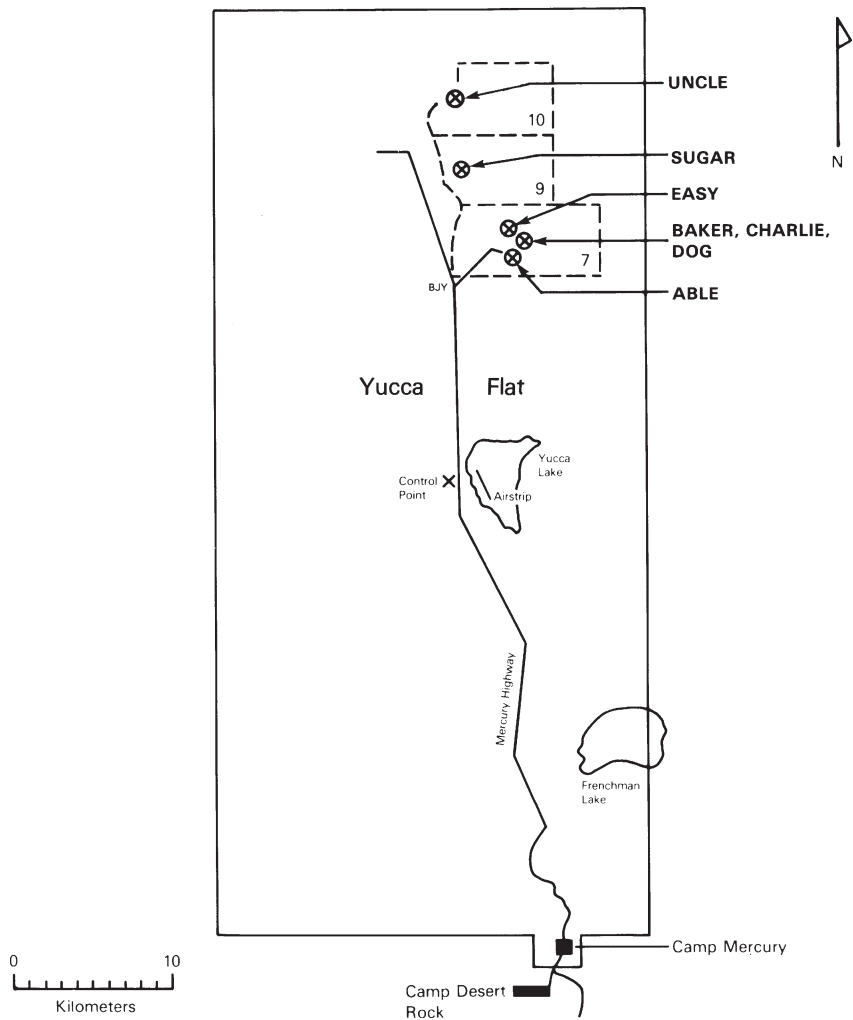 UNCLE
10
N
SUGAR
9
EASY
BAKER, CHARLIE,
DOG
7
BJY
ABLE
Yucca Flat
Yucca
Lake
Control
Point
Airstrip
Mercury Highway
Frenchman
Lake
Camp Mercury
0 10
Kilometers
Camp Desert
Rock